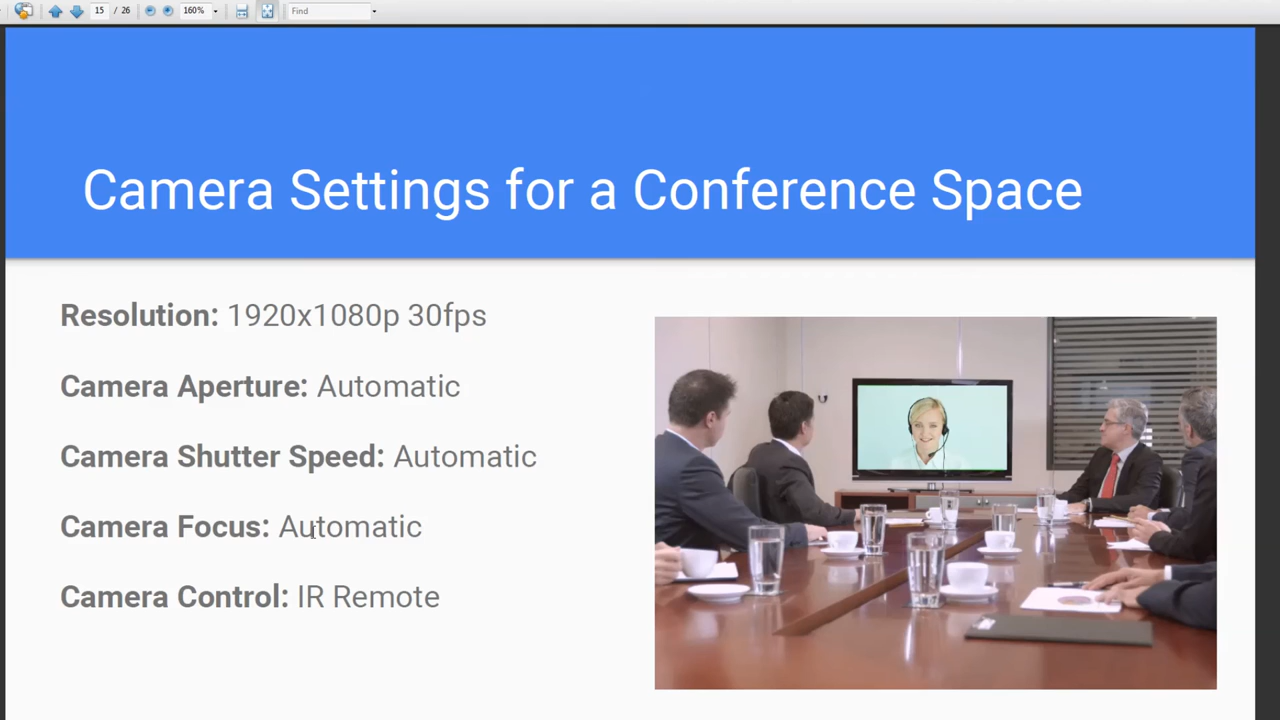 15 / 26 160% Find
Camera Settings for a Conference Space
Resolution: 1920x1080p 30fps
Camera Aperture: Automatic
Camera Shutter Speed: Automatic
Camera Focus: Automatic
Camera Control: IR Remote